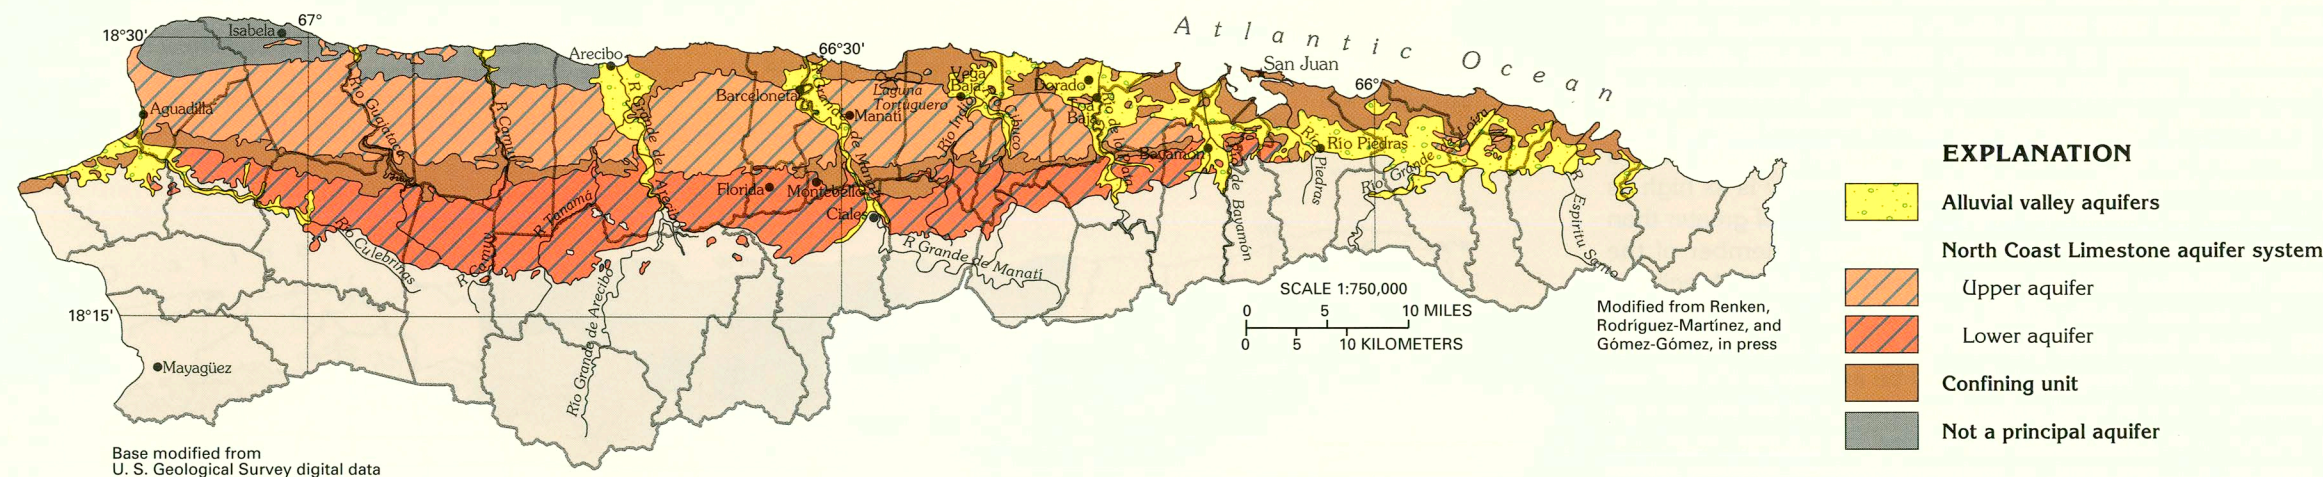 Atlantic Ocean
67°
18°30'
Isabela
Arecibo
66°30'
San Juan
66°
Aguadilla
Río Guajataca
R Camuy
Río Grande de Arecibo
Barceloneta
Río Grande de Manatí
Manatí
Laguna
Tortuguero
Vega
Baja
Río Indio
Río Cibuco
Dorado
Toa
Baja
Río de la Plata
Bayamón
Río de Bayamón
Río Piedras
Río Piedras
Río Grande de Loíza
R Espíritu Santo
Florida
Montebello
Ciales
R Tanamá
Río Culebrinas
R Camuy
R Grande de Manatí
Río Grande de Arecibo
18°15'
Mayagüez
SCALE 1:750,000
0 5 10 MILES
0 5 10 KILOMETERS
Modified from Renken,
Rodríguez-Martínez, and
Gómez-Gómez, in press
Base modified from
U. S. Geological Survey digital data
EXPLANATION
Alluvial valley aquifers
North Coast Limestone aquifer system
Upper aquifer
Lower aquifer
Confining unit
Not a principal aquifer